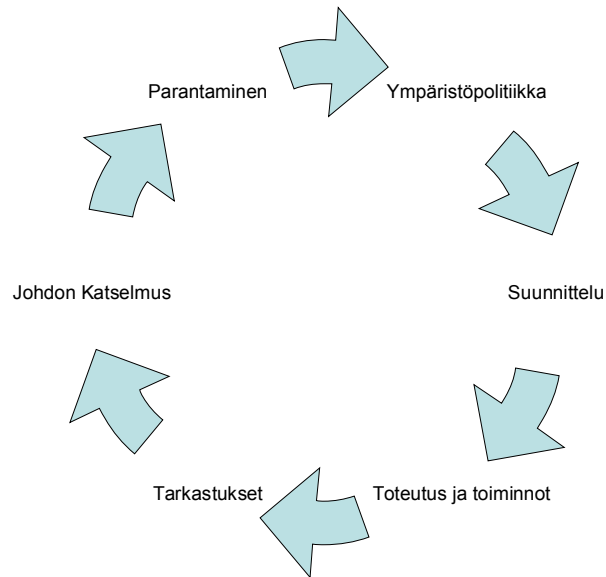 Parantaminen
Ympäristöpolitiikka
Suunnittelu
Toteutus ja toiminnot
Tarkastukset
Johdon Katselmus